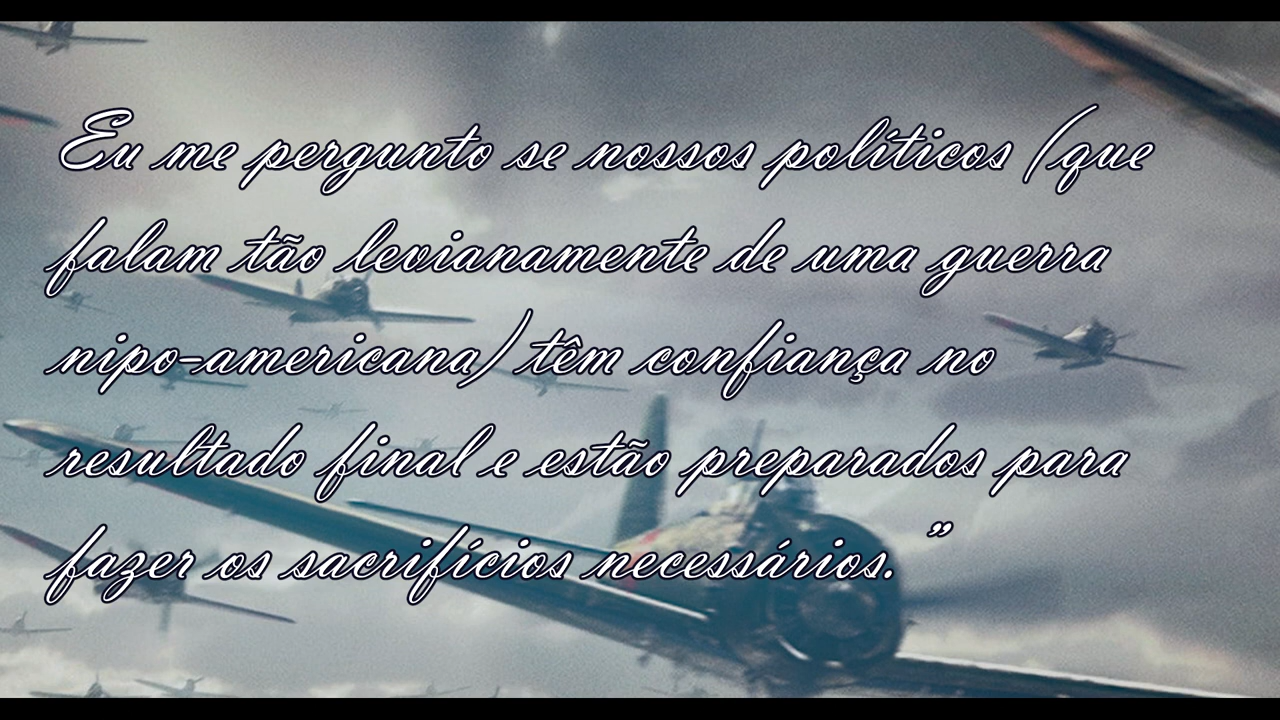 Eu me pergunto se nossos políticos (que
falam tão levianamente de uma guerra
nipo-americana) têm confiança no
resultado final e estão preparados para
fazer os sacrifícios necessários.”